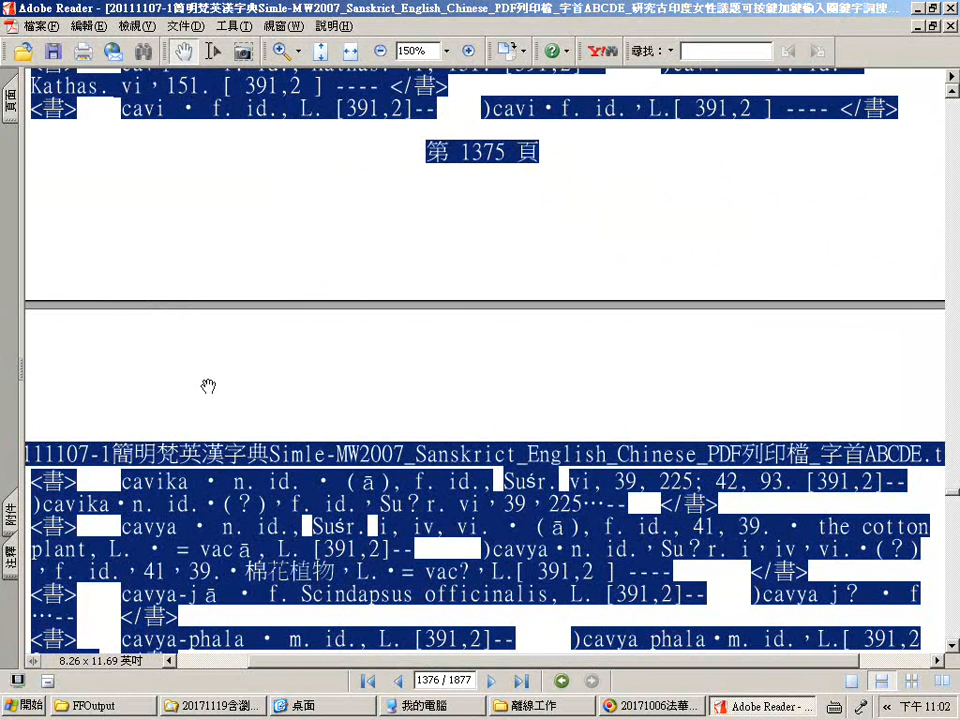 Adobe Reader - [20111107-1簡明梵英漢字典Simle-MW2007_Sanskrict_English_Chinese_PDF列印檔_字首ABCDE_研究古印度女性議題可按鍵加鍵輸入關鍵字詞搜...
檔案(F) 編輯(E) 檢視(V) 文件(D) 工具(T) 視窗(W) 說明(H)
150% 尋找:
Kathas. vi,151. [ 391,2 ] ---- </書>
<書> cavi • f. id., L. [391,2]-- )cavi•f. id.,L.[ 391,2 ] ---- </書>
第 1375 頁
111107-1簡明梵英漢字典Simle-MW2007_Sanskrict_English_Chinese_PDF列印檔_字首ABCDE.t
<書> cavika • n. id. • (ā), f. id., Suśr. vi, 39, 225; 42, 93. [391,2]--
)cavika•n. id.•(?),f. id.,Su?r. vi,39,225…-- </書>
<書> cavya • n. id., Suśr. i, iv, vi • (ā), f. id., 41, 39. • the cotton
plant, L. • = vacā, L. [391,2]-- )cavya•n. id.,Su?r. i,iv,vi.•(?)
,f. id.,41,39.•棉花植物,L.•= vac?,L.[ 391,2 ] ---- </書>
<書> cavya-jā • f. Scindapsus officinalis, L. [391,2]-- )cavya j? • f
…-- </書>
<書> cavya-phala • m. id., L. [391,2]-- )cavya phala•m. id.,L.[ 391,2
頁面
附件
注釋
8.26 x 11.69 英吋
1376 / 1877
開始 FFOutput 20171119含瀏... 桌面 我的電腦 離線工作 20171006法華... Adobe Reader - [... 下午 11:02